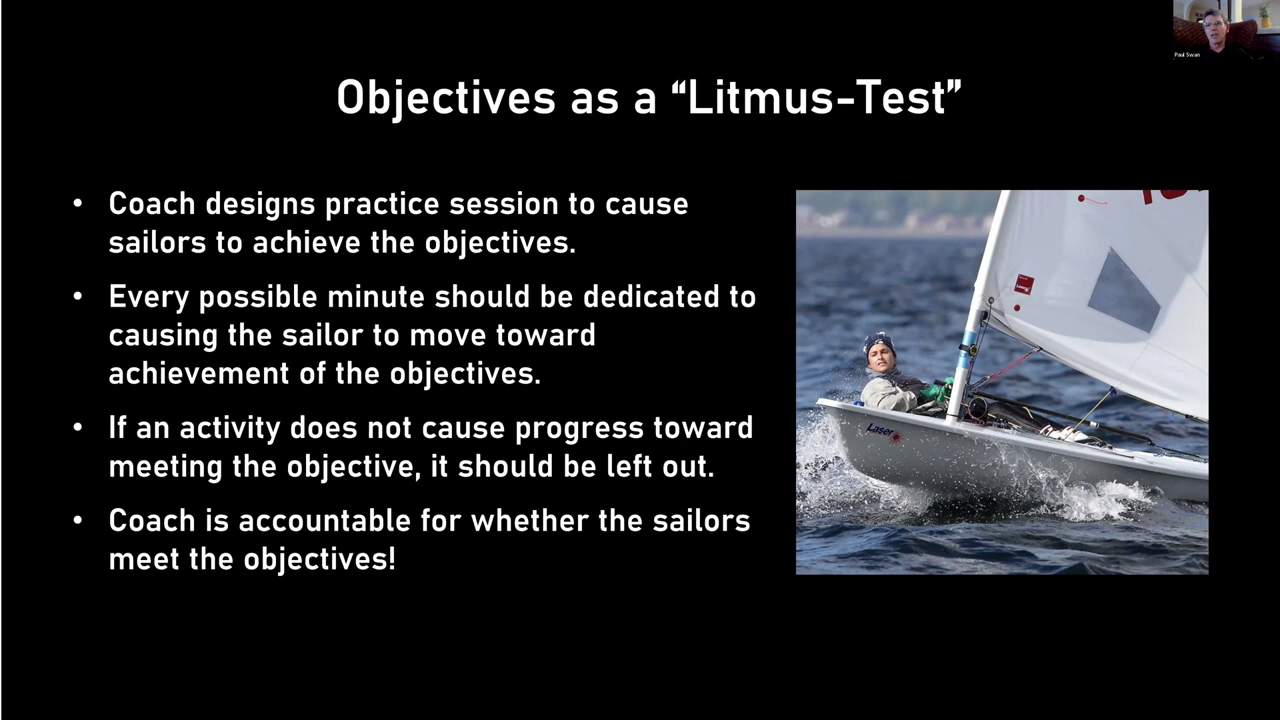 Paul Swan
Objectives as a “Litmus-Test”
• Coach designs practice session to cause
sailors to achieve the objectives.
• Every possible minute should be dedicated to
causing the sailor to move toward
achievement of the objectives.
• If an activity does not cause progress toward
meeting the objective, it should be left out.
• Coach is accountable for whether the sailors
meet the objectives!
Laser